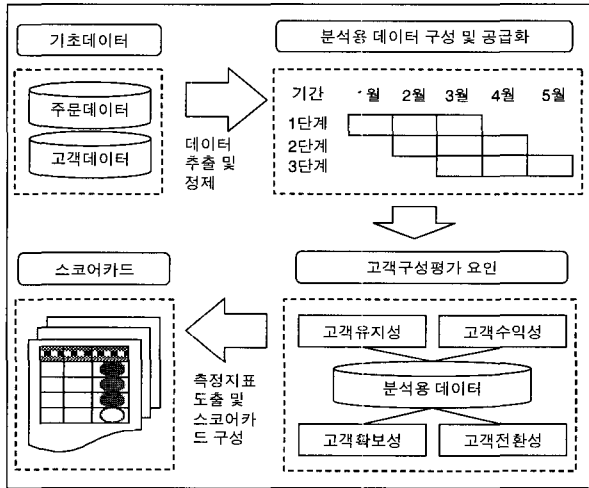 기초데이터
분석용 데이터 구성 및 공급화
주문데이터
고객데이터
데이터
추출 및
정제
기간 월 2월 3월 4월 5월
1단계
2단계
3단계
스코어카드
고객구성평가 요인
측정지표
도출 및
스코어카
드 구성
고객유지성 고객수익성
분석용 데이터
고객확보성 고객전환성